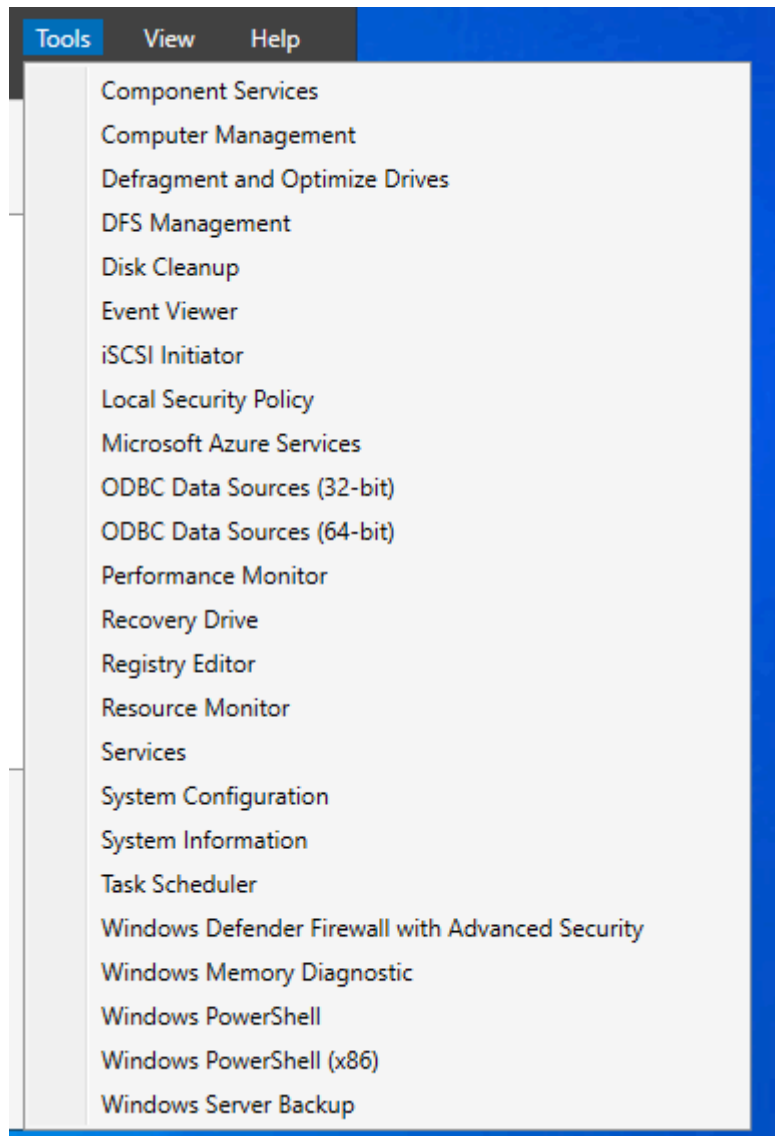 Tools View Help
Component Services
Computer Management
Defragment and Optimize Drives
DFS Management
Disk Cleanup
Event Viewer
iSCSI Initiator
Local Security Policy
Microsoft Azure Services
ODBC Data Sources (32-bit)
ODBC Data Sources (64-bit)
Performance Monitor
Recovery Drive
Registry Editor
Resource Monitor
Services
System Configuration
System Information
Task Scheduler
Windows Defender Firewall with Advanced Security
Windows Memory Diagnostic
Windows PowerShell
Windows PowerShell (x86)
Windows Server Backup